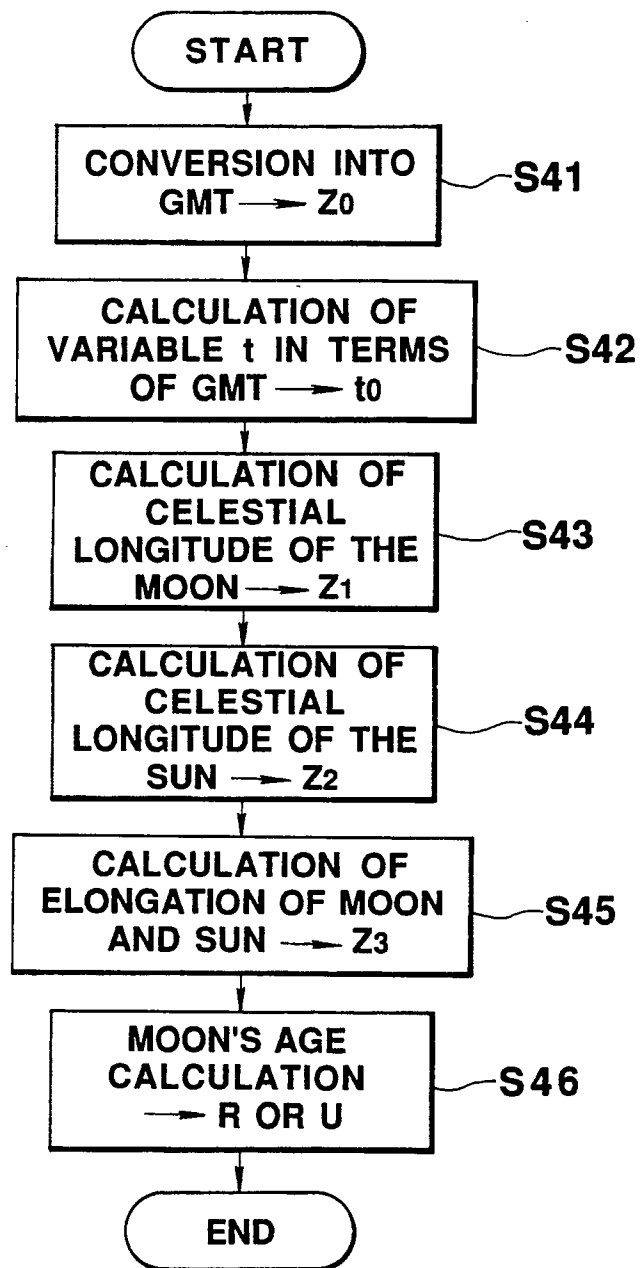 START
CONVERSION INTO
GMT → Z0
S41
CALCULATION OF
VARIABLE t IN TERMS
OF GMT → t0
S42
CALCULATION OF
CELESTIAL
LONGITUDE OF THE
MOON → Z1
S43
CALCULATION OF
CELESTIAL
LONGITUDE OF THE
SUN → Z2
S44
CALCULATION OF
ELONGATION OF MOON
AND SUN → Z3
S45
MOON'S AGE
CALCULATION
→ R OR U
S46
END